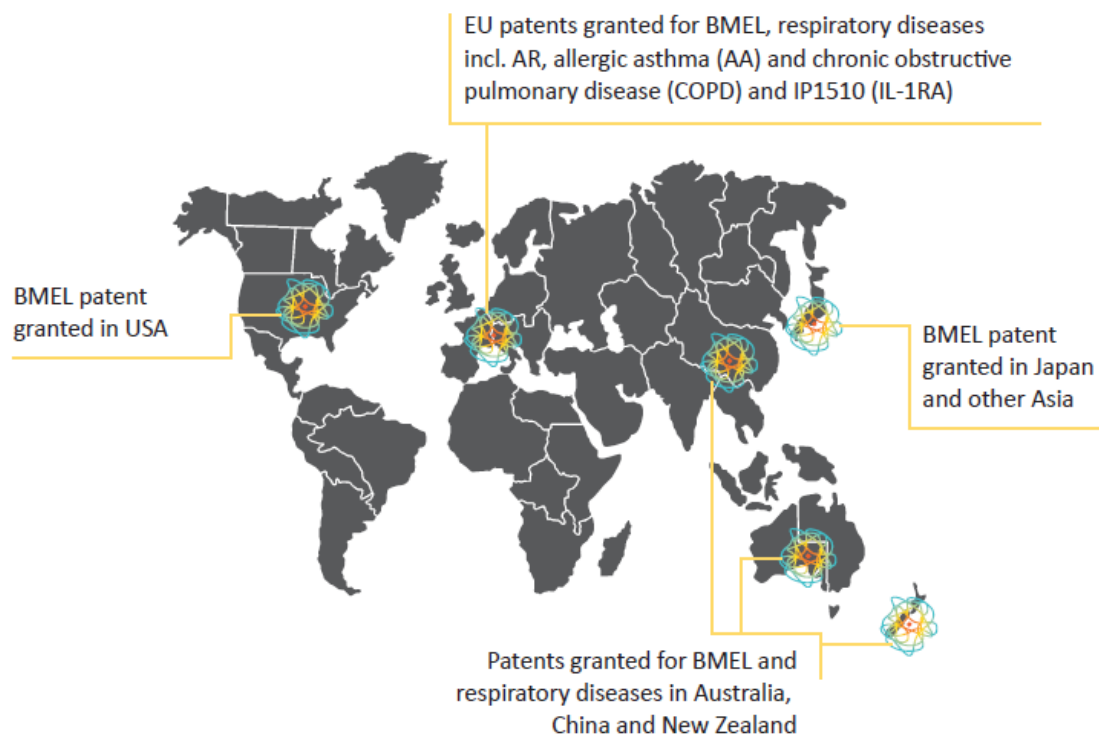 EU patents granted for BMEL, respiratory diseases
incl. AR, allergic asthma (AA) and chronic obstructive
pulmonary disease (COPD) and IP1510 (IL-1RA)
BMEL patent
granted in USA
BMEL patent
granted in Japan
and other Asia
Patents granted for BMEL and
respiratory diseases in Australia,
China and New Zealand